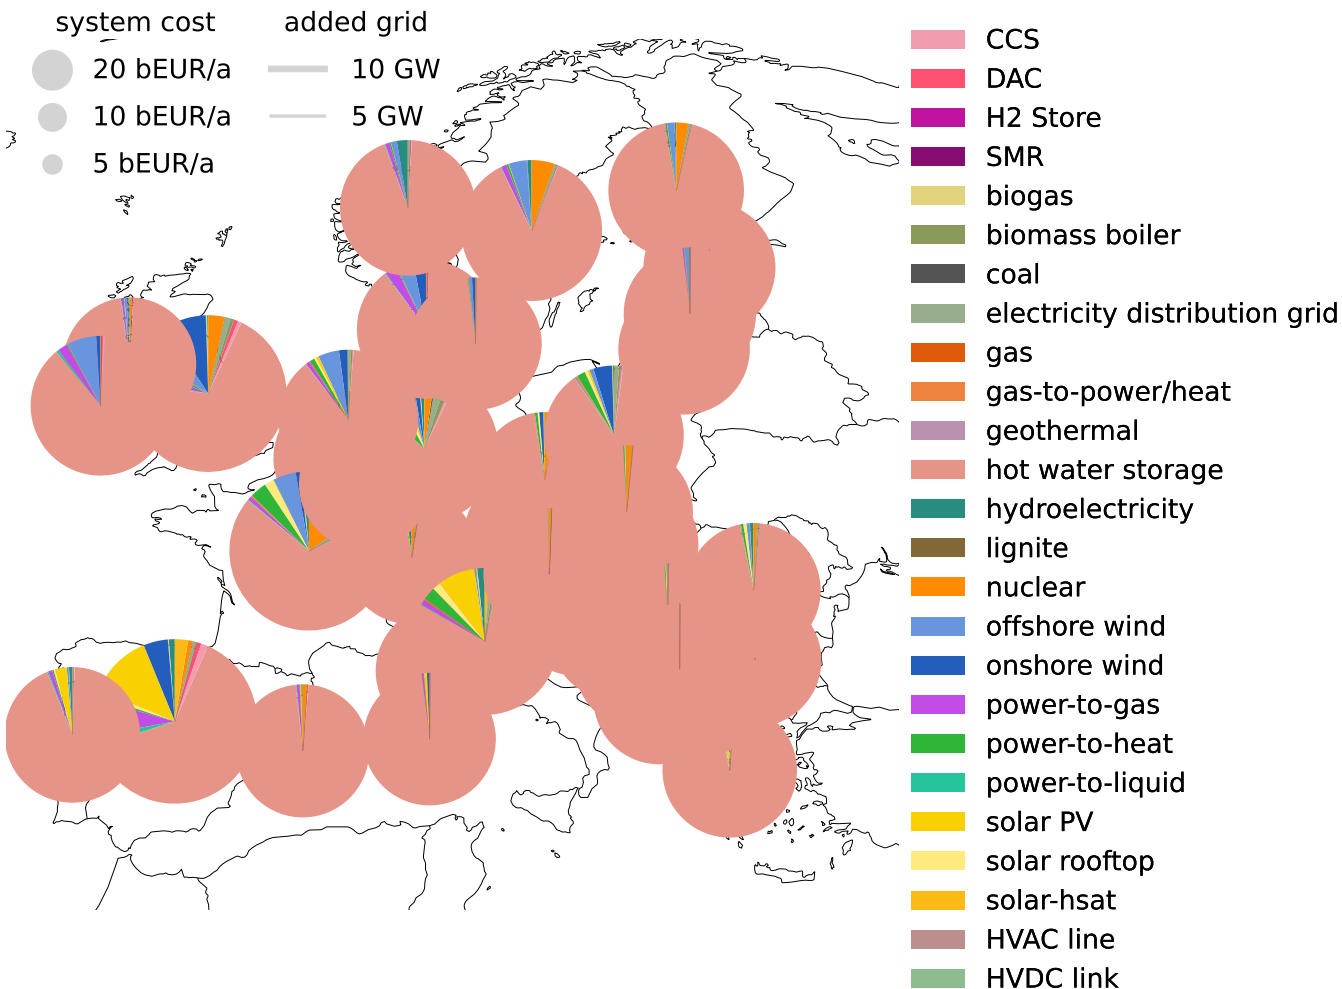 system cost
20 bEUR/a
10 bEUR/a
5 bEUR/a
added grid
10 GW
5 GW
CCS
DAC
H2 Store
SMR
biogas
biomass boiler
coal
electricity distribution grid
gas
gas-to-power/heat
geothermal
hot water storage
hydroelectricity
lignite
nuclear
offshore wind
onshore wind
power-to-gas
power-to-heat
power-to-liquid
solar PV
solar rooftop
solar-hsat
HVAC line
HVDC link